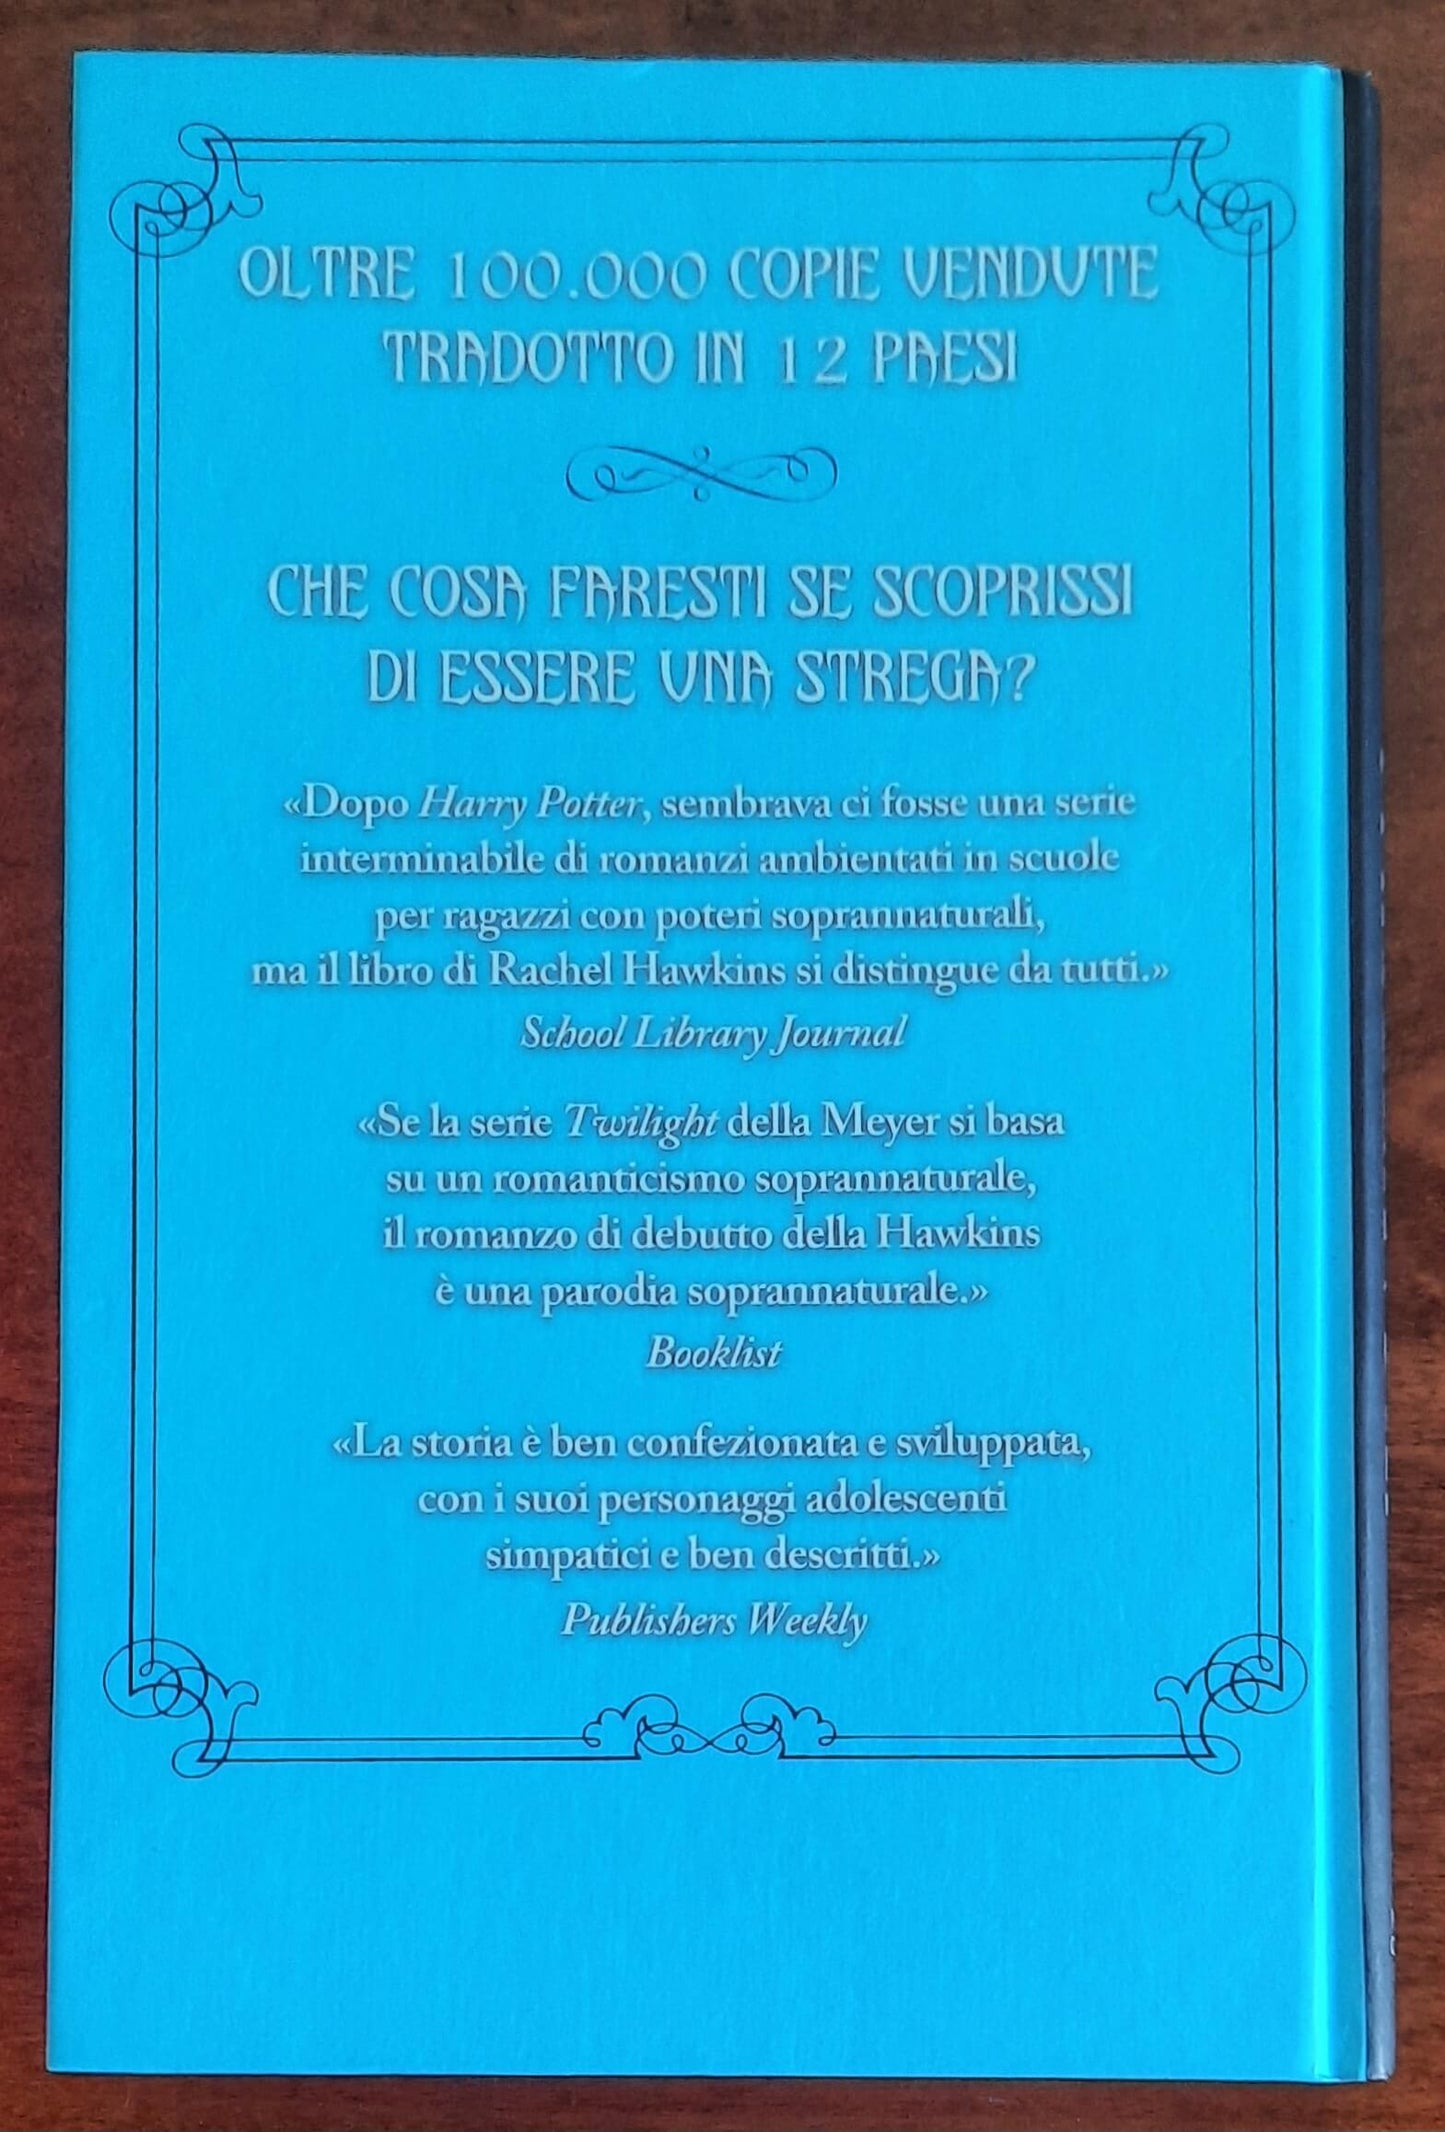 OLTRE 100.000 COPIE VENDUTE
TRADOTTO IN 12 PAESI
CHE COSA FARESTI SE SCOPRISSI
DI ESSERE UNA STREGA?
«Dopo Harry Potter, sembrava ci fosse una serie
interminabile di romanzi ambientati in scuole
per ragazzi con poteri soprannaturali,
ma il libro di Rachel Hawkins si distingue da tutti.»
School Library Journal
«Se la serie Twilight della Meyer si basa
su un romanticismo soprannaturale,
il romanzo di debutto della Hawkins
è una parodia soprannaturale.»
Booklist
«La storia è ben confezionata e sviluppata,
con i suoi personaggi adolescenti
simpatici e ben descritti.»
Publishers Weekly